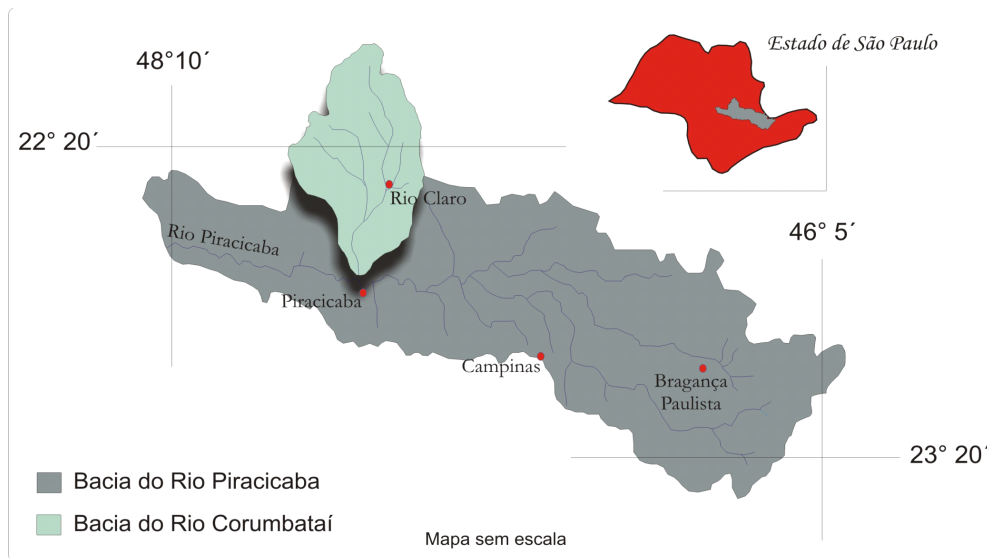 Estado de São Paulo
48°10´
22° 20´
Rio Claro
46° 5´
Rio Piracicaba
Piracicaba
Campinas
Bragança
Paulista
23° 20´
Bacia do Rio Piracicaba
Bacia do Rio Corumbataí
Mapa sem escala